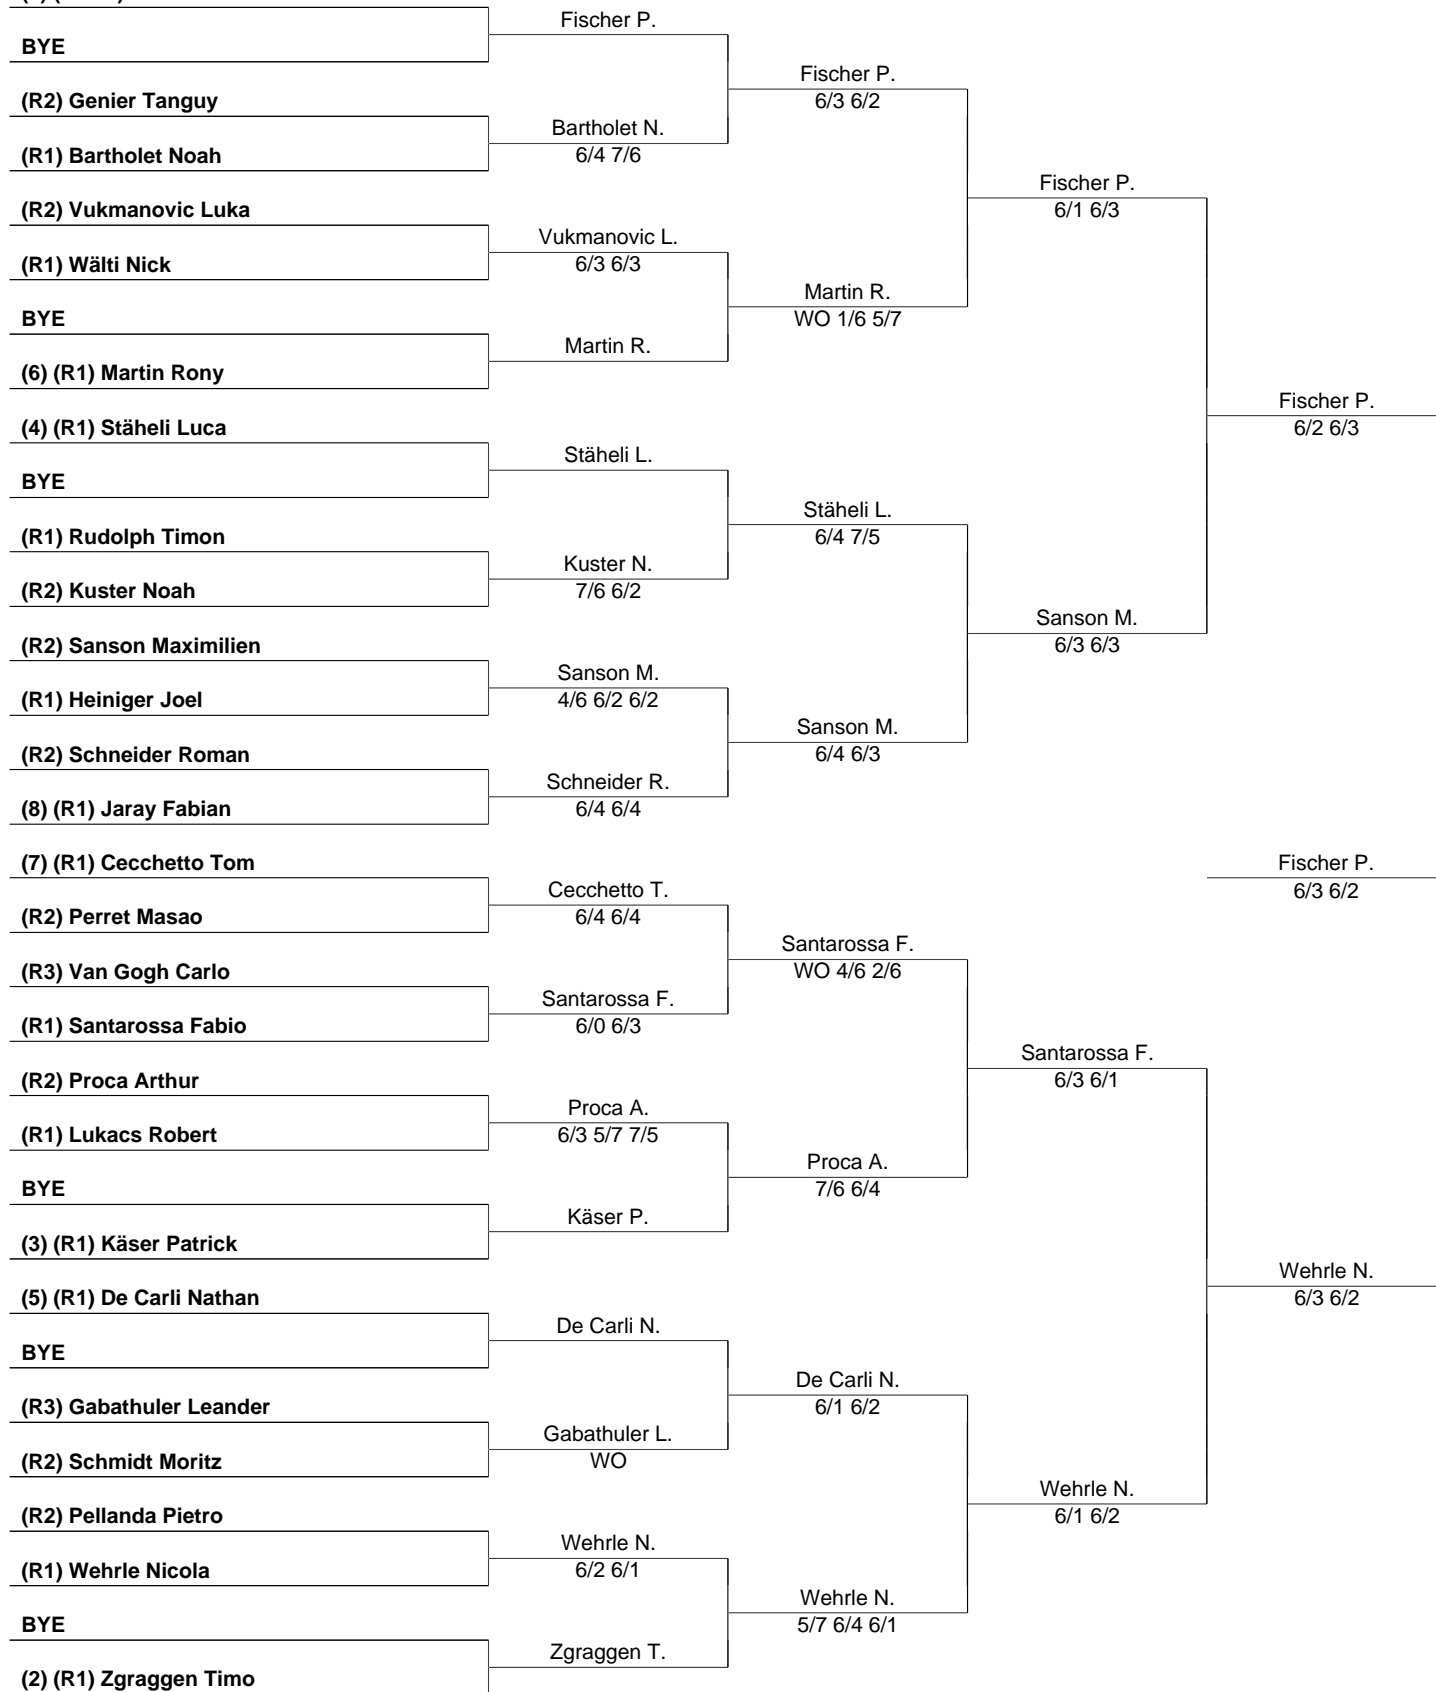 Fischer P.
BYE
Fischer P.
(R2) Genier Tanguy
6/3 6/2
Bartholet N.
(R1) Bartholet Noah
6/4 7/6
Fischer P.
(R2) Vukmanovic Luka
6/1 6/3
Vukmanovic L.
(R1) Wälti Nick
6/3 6/3
Martin R.
BYE
WO 1/6 5/7
Martin R.
(6) (R1) Martin Rony
Fischer P.
(4) (R1) Stäheli Luca
6/2 6/3
Stäheli L.
BYE
Stäheli L.
(R1) Rudolph Timon
6/4 7/5
Kuster N.
(R2) Kuster Noah
7/6 6/2
Sanson M.
(R2) Sanson Maximilien
6/3 6/3
Sanson M.
(R1) Heiniger Joel
4/6 6/2 6/2
Sanson M.
(R2) Schneider Roman
6/4 6/3
Schneider R.
(8) (R1) Jaray Fabian
6/4 6/4
(7) (R1) Cecchetto Tom
Fischer P.
6/3 6/2
Cecchetto T.
(R2) Perret Masao
6/4 6/4
Santarossa F.
(R3) Van Gogh Carlo
WO 4/6 2/6
Santarossa F.
(R1) Santarossa Fabio
6/0 6/3
Santarossa F.
(R2) Proca Arthur
6/3 6/1
Proca A.
(R1) Lukacs Robert
6/3 5/7 7/5
Proca A.
BYE
7/6 6/4
Käser P.
(3) (R1) Käser Patrick
Wehrle N.
(5) (R1) De Carli Nathan
6/3 6/2
De Carli N.
BYE
De Carli N.
(R3) Gabathuler Leander
6/1 6/2
Gabathuler L.
(R2) Schmidt Moritz
WO
Wehrle N.
(R2) Pellanda Pietro
6/1 6/2
Wehrle N.
(R1) Wehrle Nicola
6/2 6/1
Wehrle N.
BYE
5/7 6/4 6/1
Zgraggen T.
(2) (R1) Zgraggen Timo